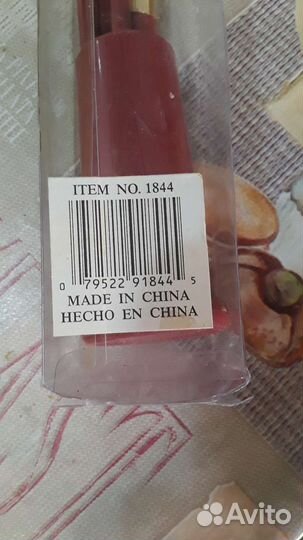 ITEM NO. 1844
0 79522 91844 5
MADE IN CHINA
HECHO EN CHINA
Avito